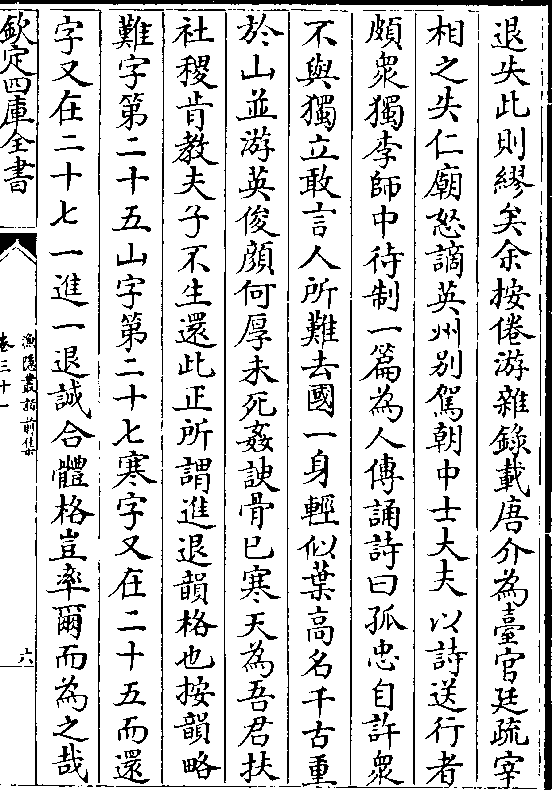 退失此則繆矣余按倦游雜錄載唐介為臺官廷疏宰
相之失仁廟怒謫英州别駕朝中士大夫以詩送行者
頗衆獨李師中待制一篇為人傳誦詩曰孤忠自許衆
不與獨立敢言人所難去國一身輕似葉高名千古重
於山並游英俊顔何厚未死姦諛骨已寒天為吾君扶
社稷肯教夫子不生還此正所謂進退韻格也按韻略
難字第二十五山字第二十七寒字又在二十五而還
字又在二十七一進一退誠合體格豈率爾而為之哉
欽定四庫全書
漁隱叢話前集
卷三十一
六